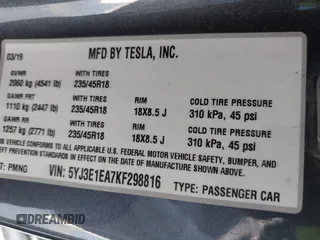 03/19 MFD BY TESLA, INC.
GVWR
2060 kg (4541 lb) WITH TIRES 235/45R18
GAWR FRT
1110 kg (2447 lb) WITH TIRES 235/45R18 RIM 18X8.5 J COLD TIRE PRESSURE 310 kPa, 45 psi
GAWR RR
1257 kg (2771 lb) WITH TIRES 235/45R18 RIM 18X8.5 J COLD TIRE PRESSURE 310 kPa, 45 psi
CONFORMS TO ALL APPLICABLE U.S. FEDERAL MOTOR VEHICLE SAFETY, BUMPER, AND
THEFT PREVENTION STANDARDS IN EFFECT ON THE DATE OF MANUFACTURE SHOWN ABOVE.
PMNG VIN: 5YJ3E1EA7KF298816 TYPE: PASSENGER CAR
DREAMBID